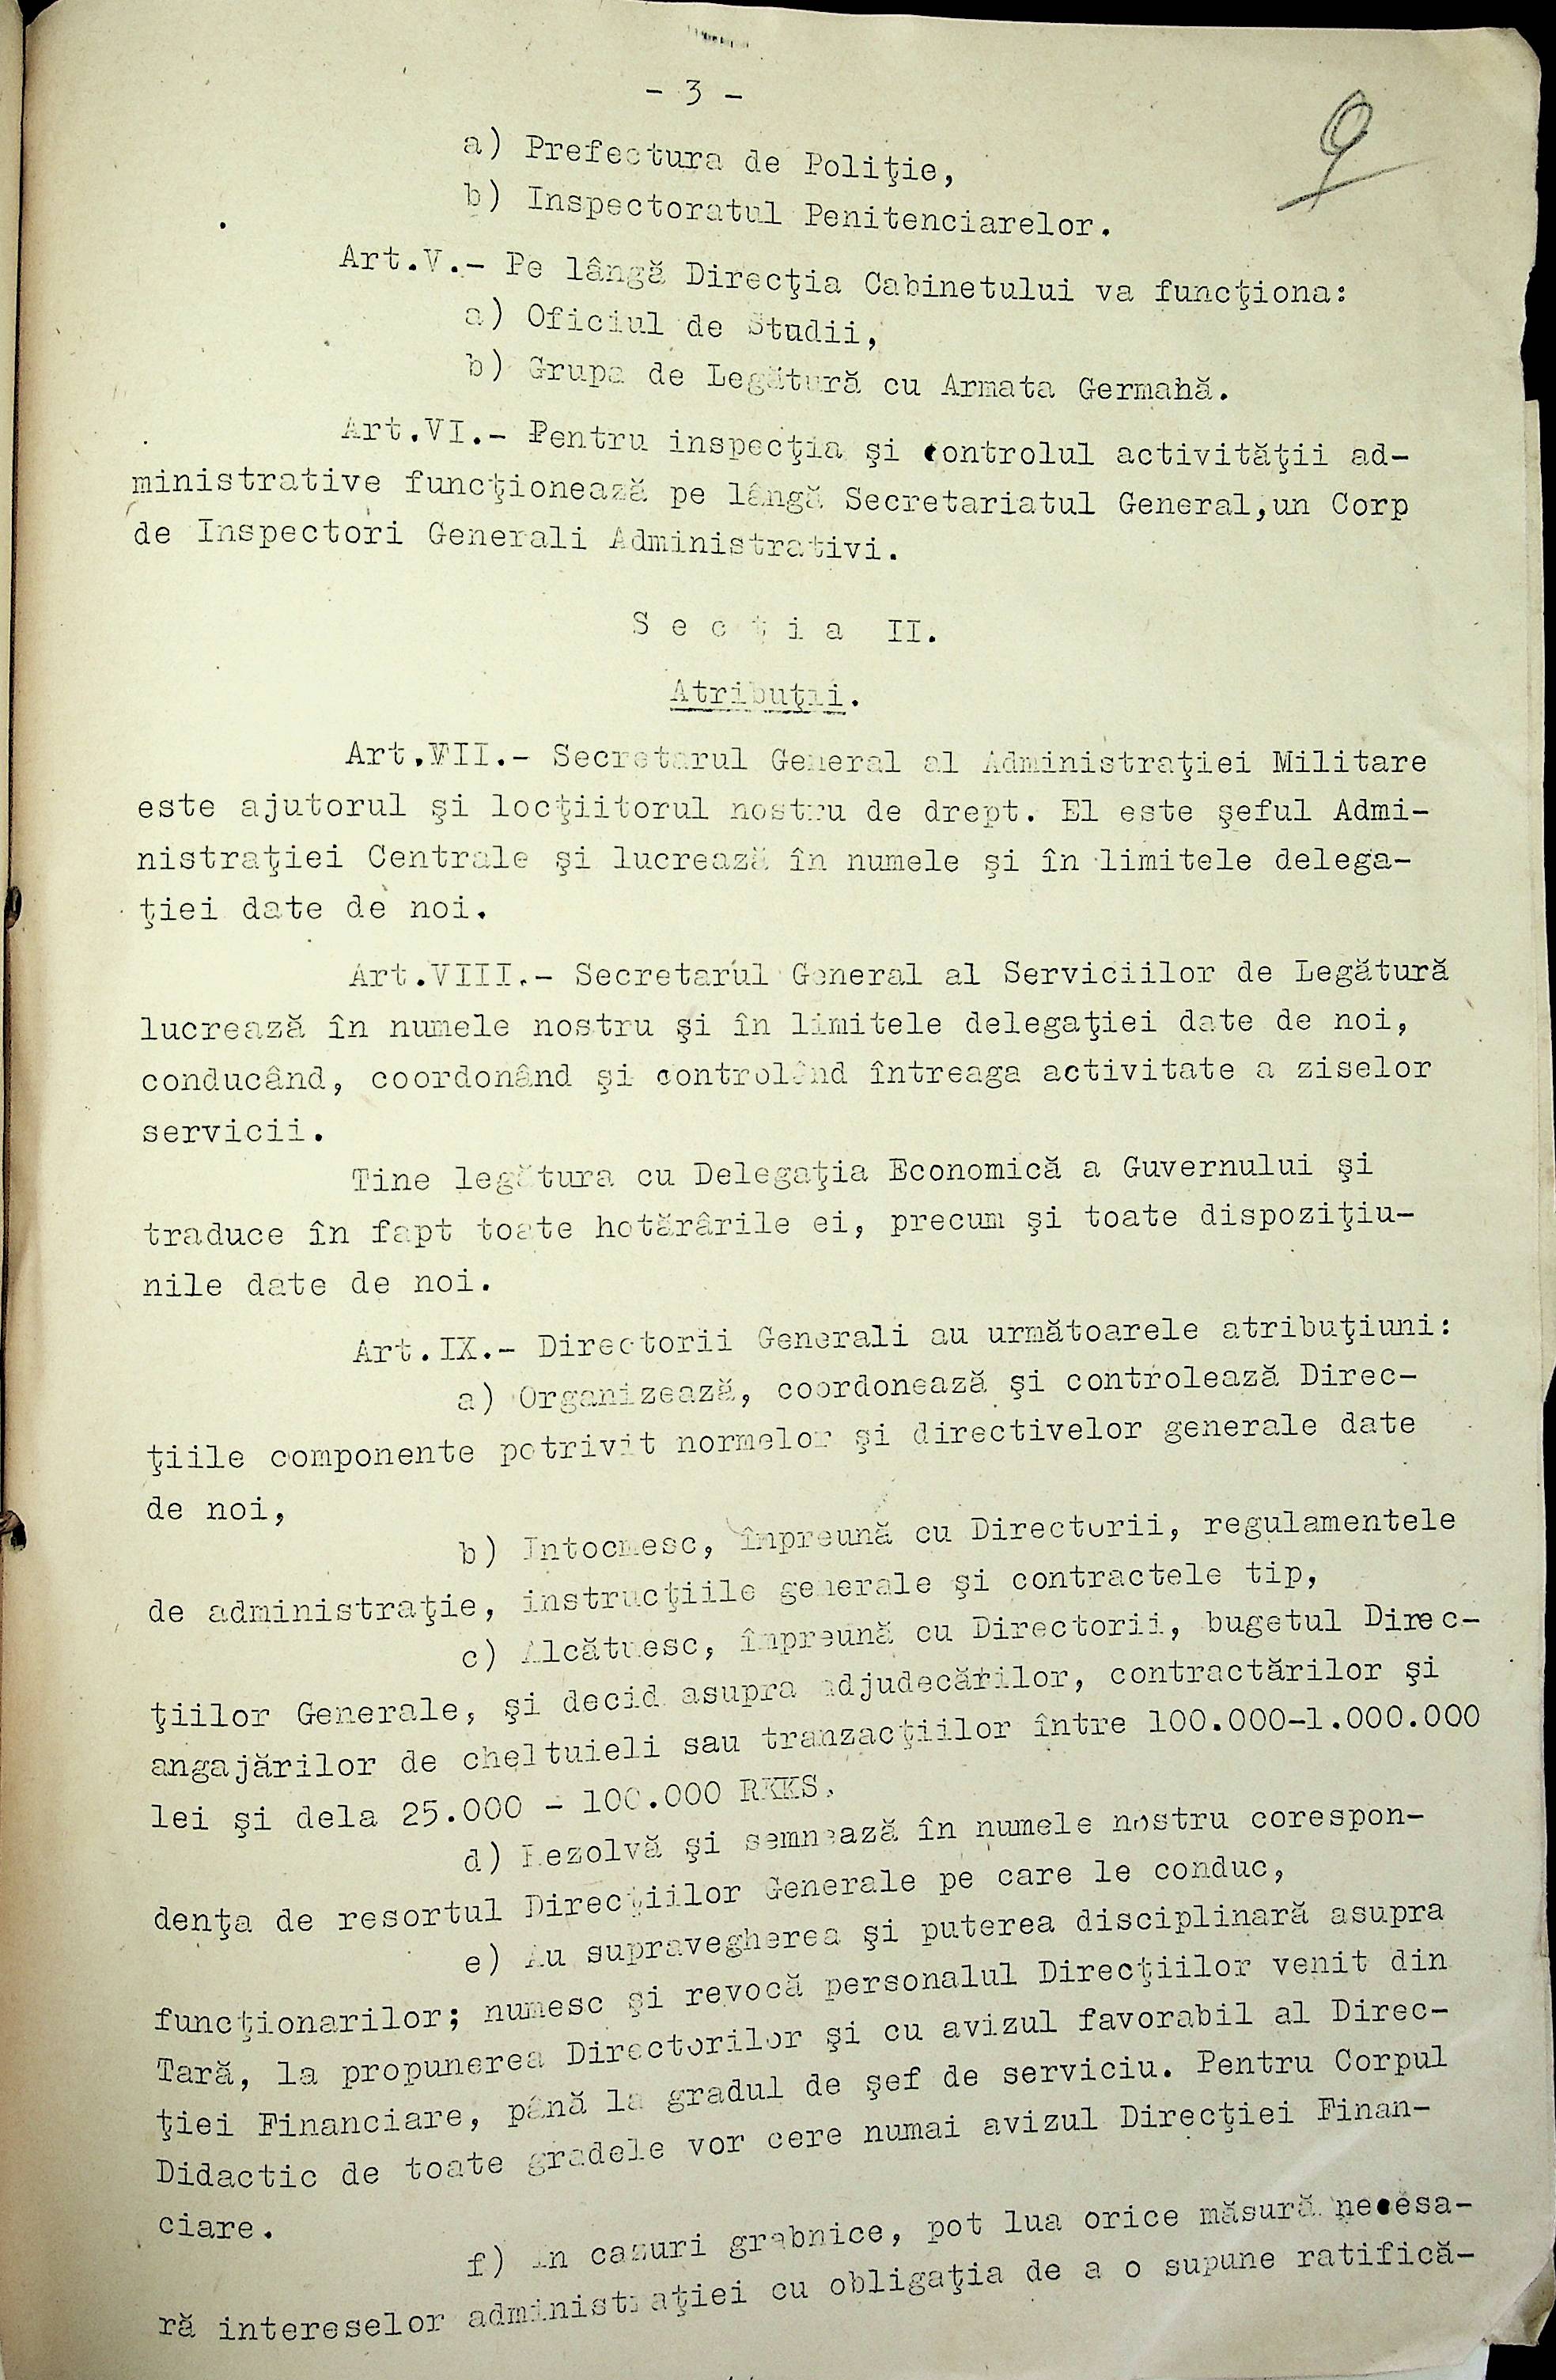 - 3 -
9
a) Prefectura de Poliţie,
b) Inspectoratul Penitenciarelor.
Art.V.- Pe lângă Direcţia Cabinetului va funcţiona:
a) Oficiul de Studii,
b) Grupa de Legătură cu Armata Germahă.
Art.VI.- Pentru inspecţia şi controlul activităţii ad-
ministrative funcţionează pe lângă Secretariatul General,un Corp
de Inspectori Generali Administrativi.
S e c ţ i a II.
Atribuţii.
Art.VII.- Secretarul General al Administraţiei Militare
este ajutorul şi locţiitorul nostru de drept. El este şeful Admi-
nistraţiei Centrale şi lucrează în numele şi în limitele delega-
ţiei date de noi.
Art.VIII.- Secretarul General al Serviciilor de Legătură
lucrează în numele nostru şi în limitele delegaţiei date de noi,
conducând, coordonând şi controlând întreaga activitate a ziselor
servicii.
Tine legătura cu Delegaţia Economică a Guvernului şi
traduce în fapt toate hotărârile ei, precum şi toate dispoziţiu-
nile date de noi.
Art.IX.- Directorii Generali au următoarele atribuţiuni:
a) Organizează, coordonează şi controlează Direc-
ţiile componente potrivit normelor şi directivelor generale date
de noi,
b) Intocmesc, împreună cu Directorii, regulamentele
de administraţie, instrucţiile generale şi contractele tip,
c) Alcătuesc, împreună cu Directorii, bugetul Direc-
ţiilor Generale, şi decid asupra adjudecărilor, contractărilor şi
angajărilor de cheltuieli sau tranzacţiilor între 100.000-1.000.000
lei şi dela 25.000 - 100.000 RKKS.
d) Rezolvă şi semnează în numele nostru corespon-
denţa de resortul Direcţiilor Generale pe care le conduc,
e) Au supravegherea şi puterea disciplinară asupra
funcţionarilor; numesc şi revocă personalul Direcţiilor venit din
Tară, la propunerea Directorilor şi cu avizul favorabil al Direc-
ţiei Financiare, până la gradul de şef de serviciu. Pentru Corpul
Didactic de toate gradele vor cere numai avizul Direcţiei Finan-
ciare.
f) In cazuri grabnice, pot lua orice măsură necesa-
ră intereselor administraţiei cu obligaţia de a o supune ratifică-